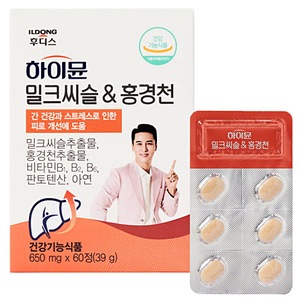 ILDONG
후디스
하이뮨
밀크씨슬 & 홍경천
간 건강과 스트레스로 인한
피로 개선에 도움
밀크씨슬추출물,
홍경천추출물,
비타민B₁, B₂, B₆,
판토텐산, 아연
건강기능식품
650 mg x 60정(39 g)
건강
기능식품
하이뮨
밀크씨슬 & 홍경천